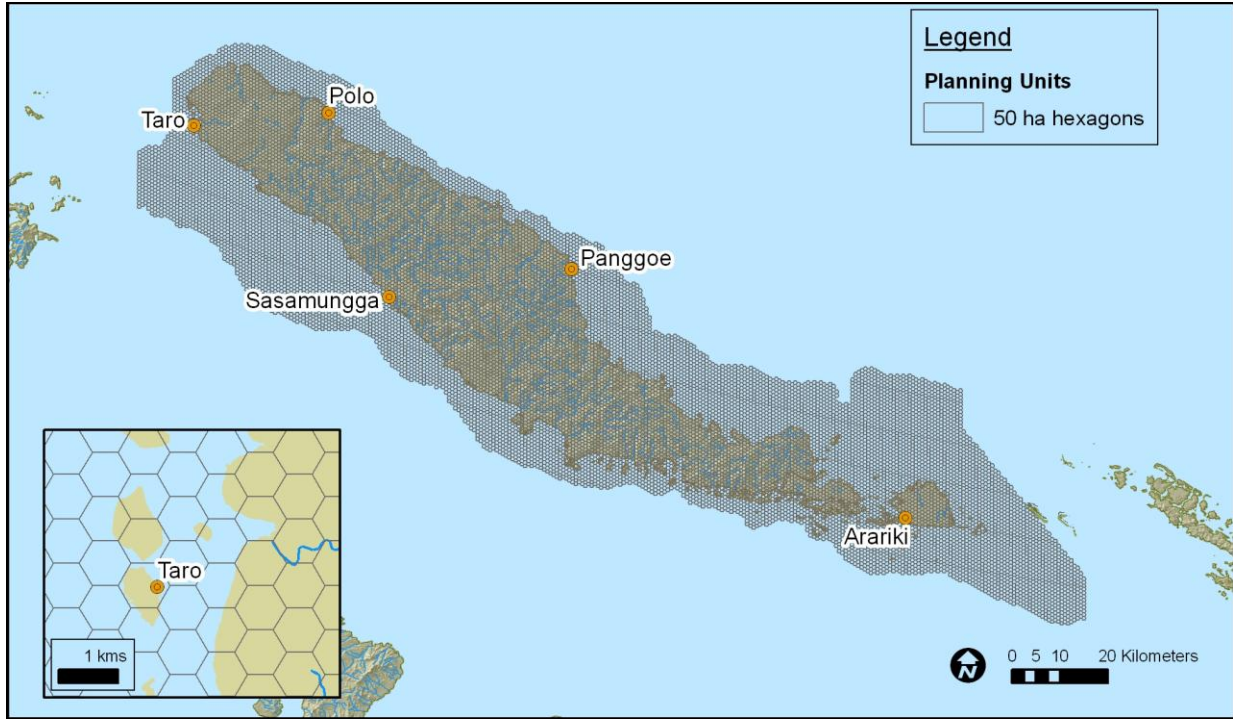 Legend
Planning Units
50 ha hexagons
Polo
Taro
Panggoe
Sasamungga
Arariki
Taro
1 kms
N
0 5 10 20 Kilometers